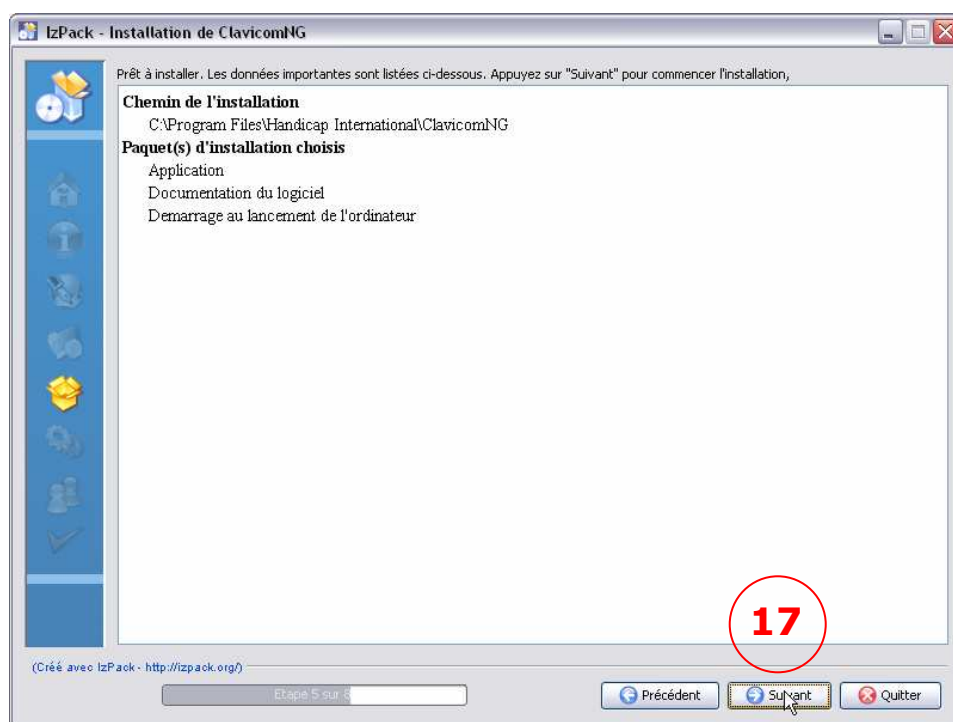 IzPack - Installation de ClavicomNG
Prêt à installer. Les données importantes sont listées ci-dessous. Appuyez sur "Suivant" pour commencer l'installation,
Chemin de l'installation
C:\Program Files\Handicap International\ClavicomNG
Paquet(s) d'installation choisis
Application
Documentation du logiciel
Demarrage au lancement de l'ordinateur
17
(Créé avec IzPack - http://izpack.org/)
Etape 5 sur 8
Précédent
Suivant
Quitter